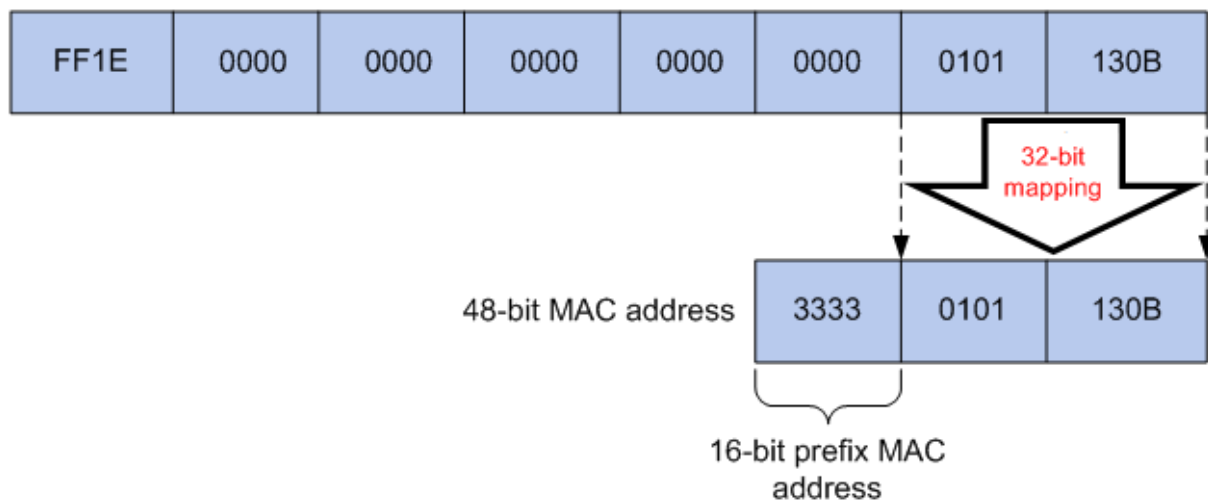 FF1E 0000 0000 0000 0000 0000 0101 130B
32-bit
mapping
48-bit MAC address 3333 0101 130B
16-bit prefix MAC
address